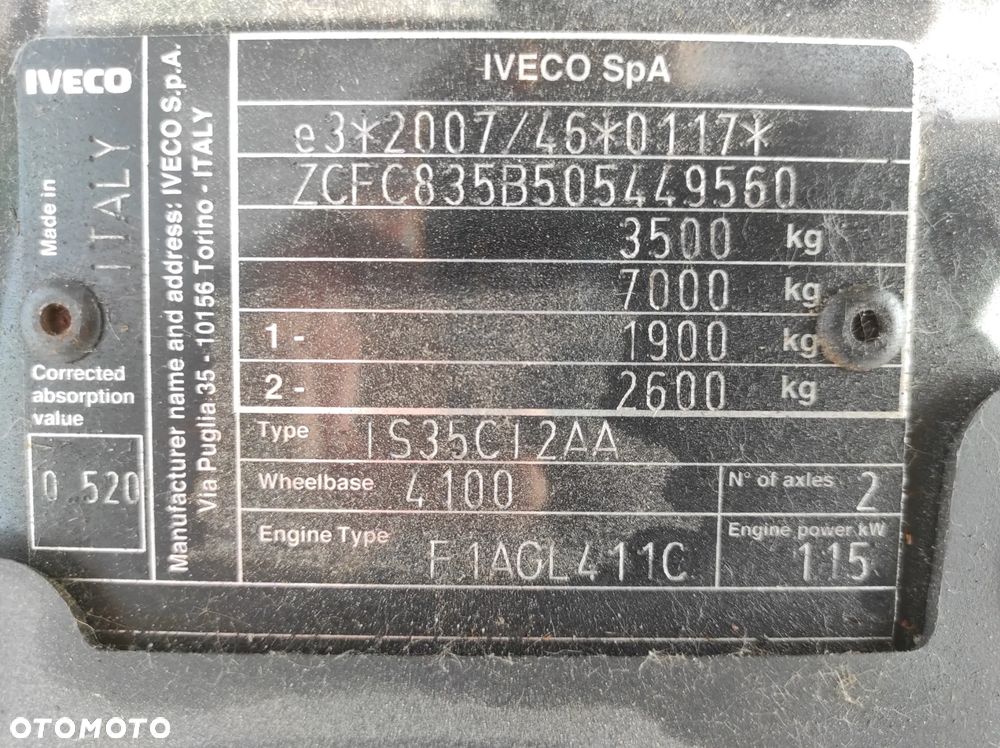 IVECO
Made in ITALY
Corrected
absorption
value
0 520
Manufacturer name and address: IVECO S.p.A.
Via Puglia 35 - 10156 Torino - ITALY
IVECO SpA
e3*2007/46*0117*
ZCFC835B505449560
3500 kg
7000 kg
1 - 1900 kg
2 - 2600 kg
Type IS35CI2AA
Wheelbase 4100
N° of axles 2
Engine Type F1AGL411C
Engine power kW
115
OTOMOTO